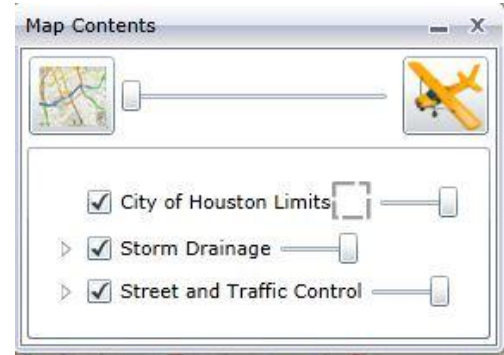 Map Contents
City of Houston Limits
Storm Drainage
Street and Traffic Control